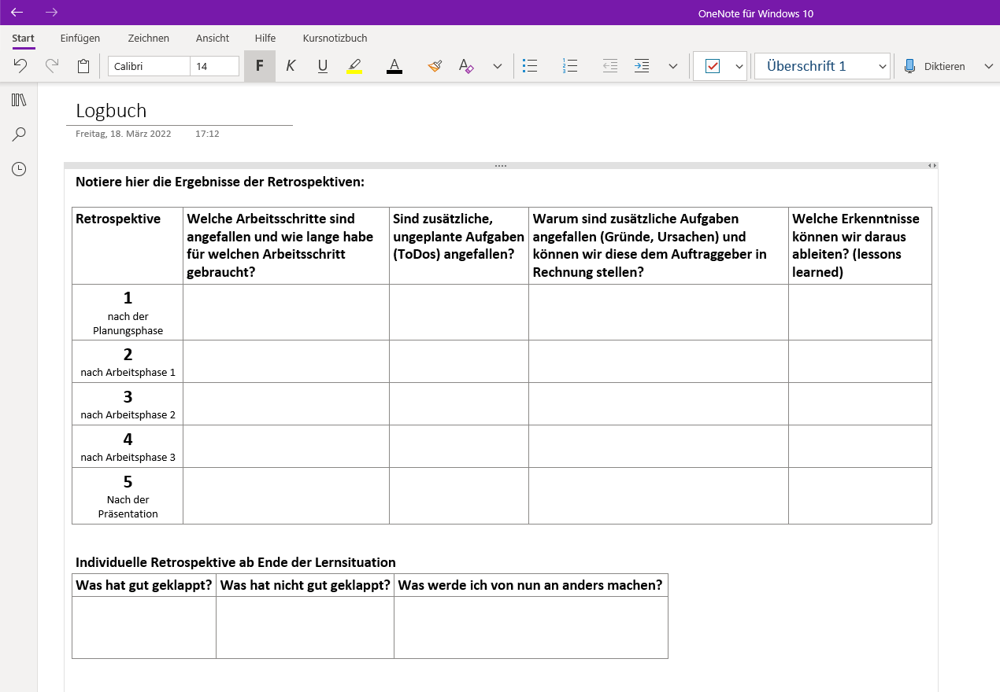 OneNote für Windows 10
Start Einfügen Zeichnen Ansicht Hilfe Kursnotizbuch
Calibri 14 F K U A A Überschrift 1 Diktieren
Logbuch
Freitag, 18. März 2022 17:12
Notiere hier die Ergebnisse der Retrospektiven:
Retrospektive
Welche Arbeitsschritte sind
angefallen und wie lange habe
für welchen Arbeitsschritt
gebraucht?
Sind zusätzliche,
ungeplante Aufgaben
(ToDos) angefallen?
Warum sind zusätzliche Aufgaben
angefallen (Gründe, Ursachen) und
können wir diese dem Auftraggeber in
Rechnung stellen?
Welche Erkenntnisse
können wir daraus
ableiten? (lessons
learned)
1
nach der
Planungsphase
2
nach Arbeitsphase 1
3
nach Arbeitsphase 2
4
nach Arbeitsphase 3
5
Nach der
Präsentation
Individuelle Retrospektive ab Ende der Lernsituation
Was hat gut geklappt? Was hat nicht gut geklappt? Was werde ich von nun an anders machen?